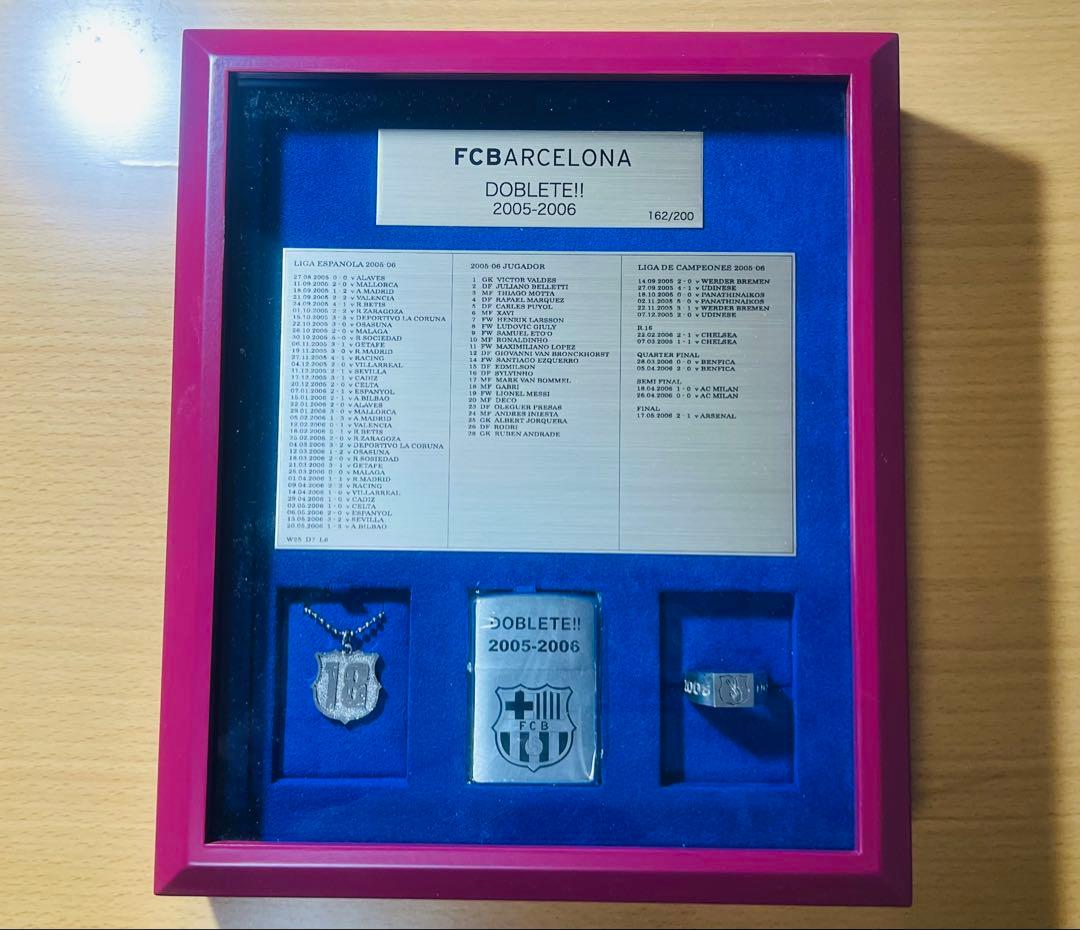 FCBARCELONA
DOBLETE!!
2005-2006
162/200
LIGA ESPANOLA 2005-06
27.08.2005 0-0 v ALAVES
11.09.2005 2-0 v MALLORCA
18.09.2005 1-2 v A.MADRID
21.09.2005 2-2 v VALENCIA
24.09.2005 4-1 v R.BETIS
01.10.2005 2-2 v R.ZARAGOZA
15.10.2005 3-3 v DEPORTIVO LA CORUNA
22.10.2005 3-0 v OSASUNA
26.10.2005 2-0 v MALAGA
30.10.2005 5-0 v R.SOCIEDAD
06.11.2005 3-1 v GETAFE
19.11.2005 3-0 v R.MADRID
27.11.2005 4-1 v RACING
04.12.2005 2-0 v VILLARREAL
11.12.2005 2-1 v SEVILLA
17.12.2005 3-1 v CADIZ
20.12.2005 2-0 v CELTA
07.01.2006 2-1 v ESPANYOL
15.01.2006 2-1 v A.BILBAO
22.01.2006 2-0 v ALAVES
29.01.2006 3-0 v MALLORCA
05.02.2006 1-3 v A.MADRID
12.02.2006 0-1 v VALENCIA
18.02.2006 5-1 v R.BETIS
25.02.2006 2-0 v R.ZARAGOZA
04.03.2006 3-2 v DEPORTIVO LA CORUNA
12.03.2006 1-2 v OSASUNA
18.03.2006 2-0 v R.SOCIEDAD
21.03.2006 3-1 v GETAFE
25.03.2006 0-0 v MALAGA
01.04.2006 1-1 v R.MADRID
09.04.2006 2-2 v RACING
14.04.2006 1-0 v VILLARREAL
29.04.2006 1-0 v CADIZ
03.05.2006 1-0 v CELTA
06.05.2006 2-0 v ESPANYOL
13.05.2006 3-2 v SEVILLA
20.05.2006 1-3 v A.BILBAO
W25 D7 L6
2005-06 JUGADOR
1 GK VICTOR VALDES
2 DF JULIANO BELLETTI
3 MF THIAGO MOTTA
4 DF RAFAEL MARQUEZ
5 DF CARLES PUYOL
6 MF XAVI
7 FW HENRIK LARSSON
8 FW LUDOVIC GIULY
9 FW SAMUEL ETO'O
10 MF RONALDINHO
11 FW MAXIMILIANO LOPEZ
12 DF GIOVANNI VAN BRONCKHORST
14 FW SANTIAGO EZQUERRO
15 DF EDMILSON
16 DF SYLVINHO
17 MF MARK VAN BOMMEL
18 MF GABRI
19 FW LIONEL MESSI
20 MF DECO
23 DF OLEGUER PRESAS
24 MF ANDRES INIESTA
25 GK ALBERT JORQUERA
26 DF RODRI
28 GK RUBEN ANDRADE
LIGA DE CAMPEONES 2005-06
14.09.2005 2-0 v WERDER BREMEN
27.09.2005 4-1 v UDINESE
18.10.2005 0-0 v PANATHINAIKOS
02.11.2005 5-0 v PANATHINAIKOS
22.11.2005 3-1 v WERDER BREMEN
07.12.2005 2-0 v UDINESE
R.16
22.02.2006 2-1 v CHELSEA
07.03.2006 1-1 v CHELSEA
QUARTER FINAL
28.03.2006 0-0 v BENFICA
05.04.2006 2-0 v BENFICA
SEMI FINAL
18.04.2006 1-0 v AC MILAN
26.04.2006 0-0 v AC MILAN
FINAL
17.05.2006 2-1 v ARSENAL
18
DOBLETE!!
2005-2006
FCB